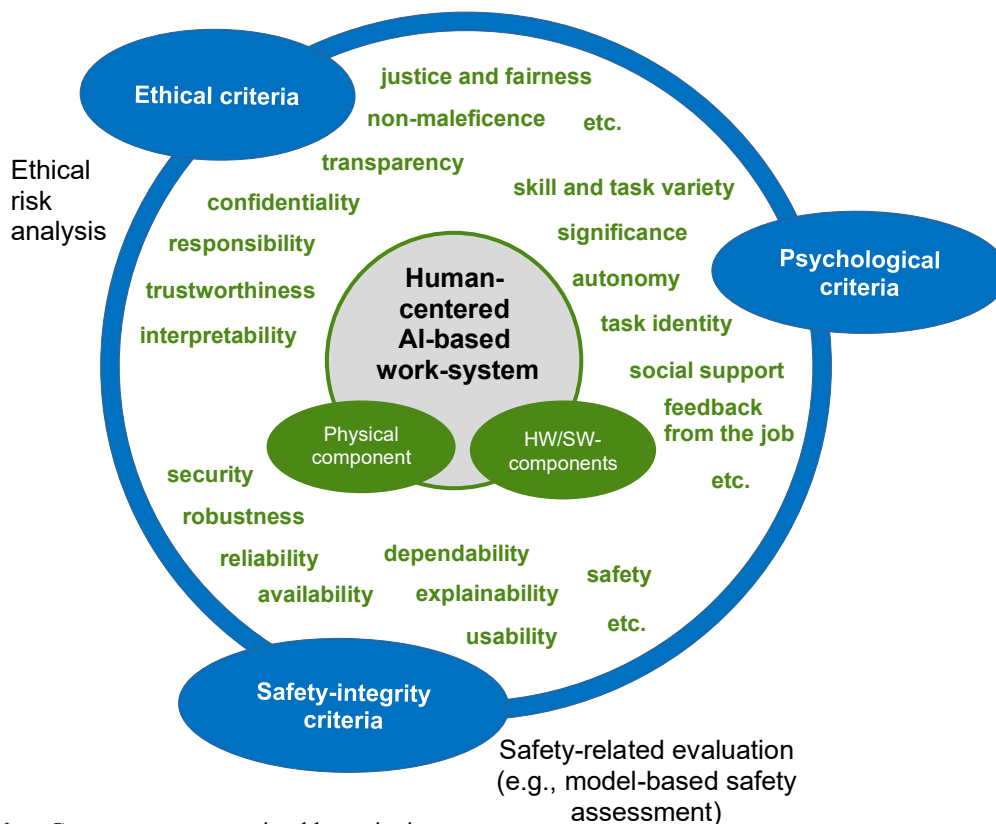 Ethical criteria
justice and fairness
non-maleficence
etc.
transparency
Ethical
risk
analysis
confidentiality
skill and task variety
responsibility
significance
Psychological
criteria
trustworthiness
autonomy
interpretability
task identity
Human-
centered
AI-based
work-system
social support
feedback
from the job
etc.
Physical
component
HW/SW-
components
security
robustness
reliability
dependability
safety
availability
explainability
etc.
usability
Safety-integrity
criteria
Safety-related evaluation
(e.g., model-based safety
assessment)